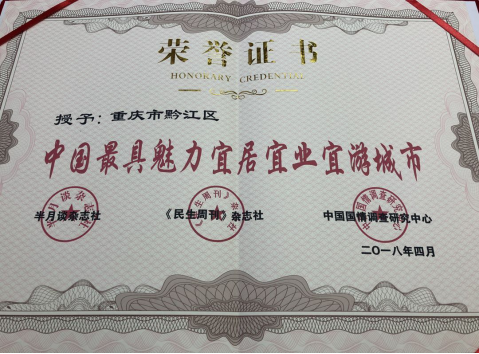 荣誉证书
HONORARY CREDENTIAL
授予：重庆市黔江区
中国最具魅力宜居宜业宜游城市
半月谈杂志社 《民生周刊》杂志社 中国国情调查研究中心
二〇一八年四月